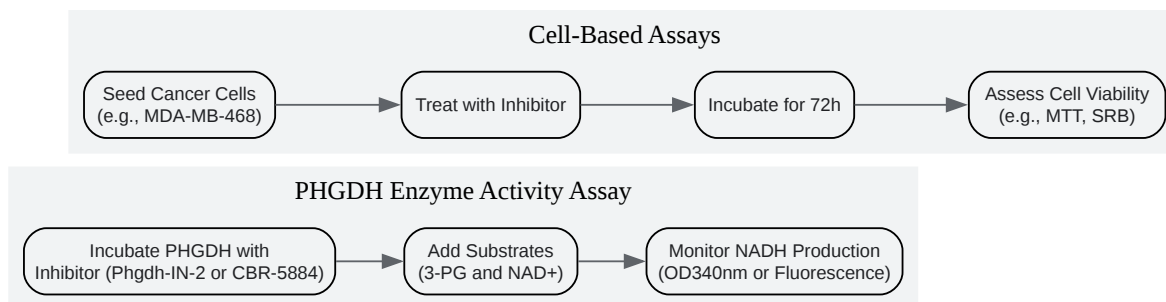 Cell-Based Assays
Seed Cancer Cells
(e.g., MDA-MB-468)
Treat with Inhibitor
Incubate for 72h
Assess Cell Viability
(e.g., MTT, SRB)
PHGDH Enzyme Activity Assay
Incubate PHGDH with
Inhibitor (Phgdh-IN-2 or CBR-5884)
Add Substrates
(3-PG and NAD+)
Monitor NADH Production
(OD340nm or Fluorescence)